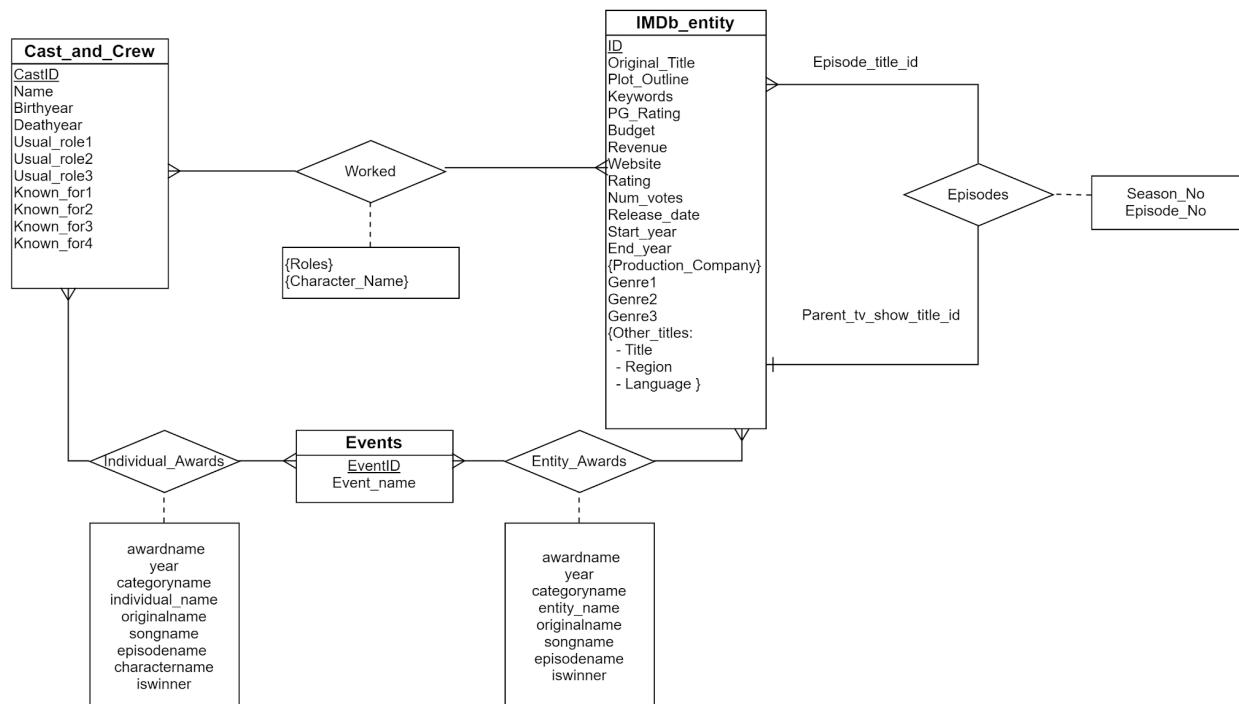 Cast_and_Crew
CastID
Name
Birthyear
Deathyear
Usual_role1
Usual_role2
Usual_role3
Known_for1
Known_for2
Known_for3
Known_for4
Worked
{Roles}
{Character_Name}
IMDb_entity
ID
Original_Title
Plot_Outline
Keywords
PG_Rating
Budget
Revenue
Website
Rating
Num_votes
Release_date
Start_year
End_year
{Production_Company}
Genre1
Genre2
Genre3
{Other_titles:
- Title
- Region
- Language }
Episode_title_id
Episodes
Season_No
Episode_No
Parent_tv_show_title_id
Individual_Awards
Events
EventID
Event_name
Entity_Awards
awardname
year
categoryname
individual_name
originalname
songname
episodename
charactername
iswinner
awardname
year
categoryname
entity_name
originalname
songname
episodename
iswinner